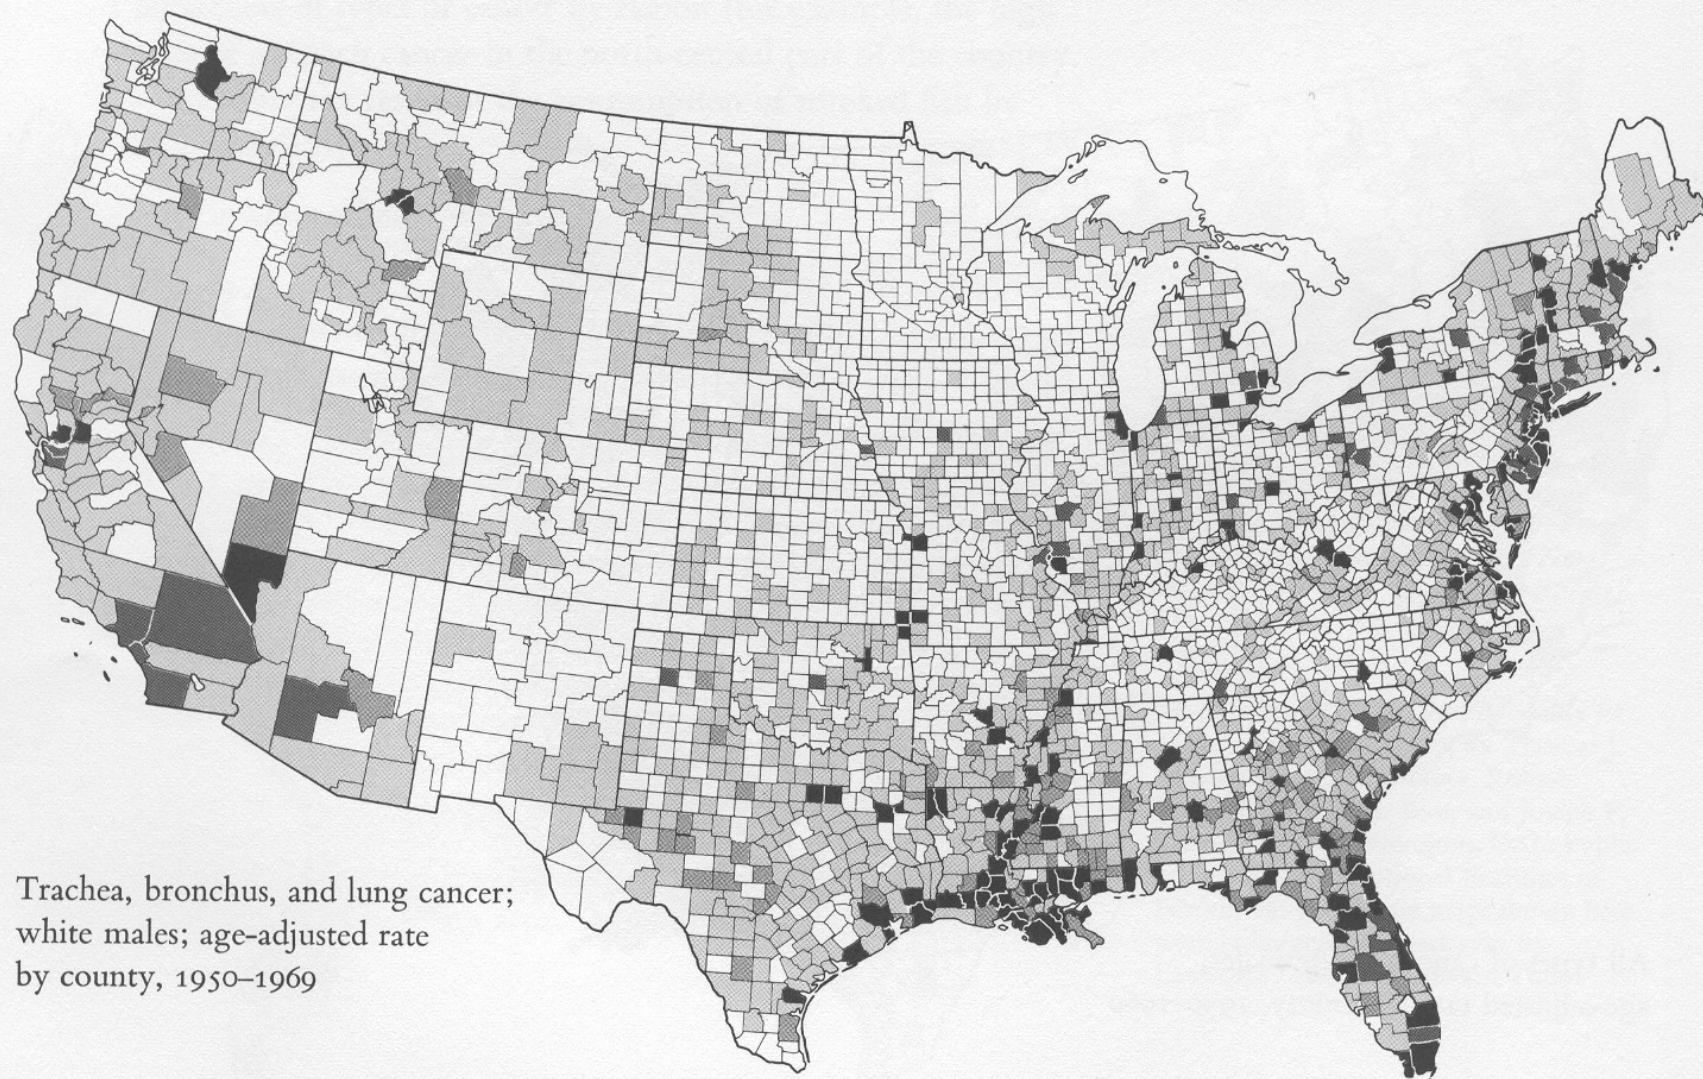 Trachea, bronchus, and lung cancer;
white males; age-adjusted rate
by county, 1950–1969